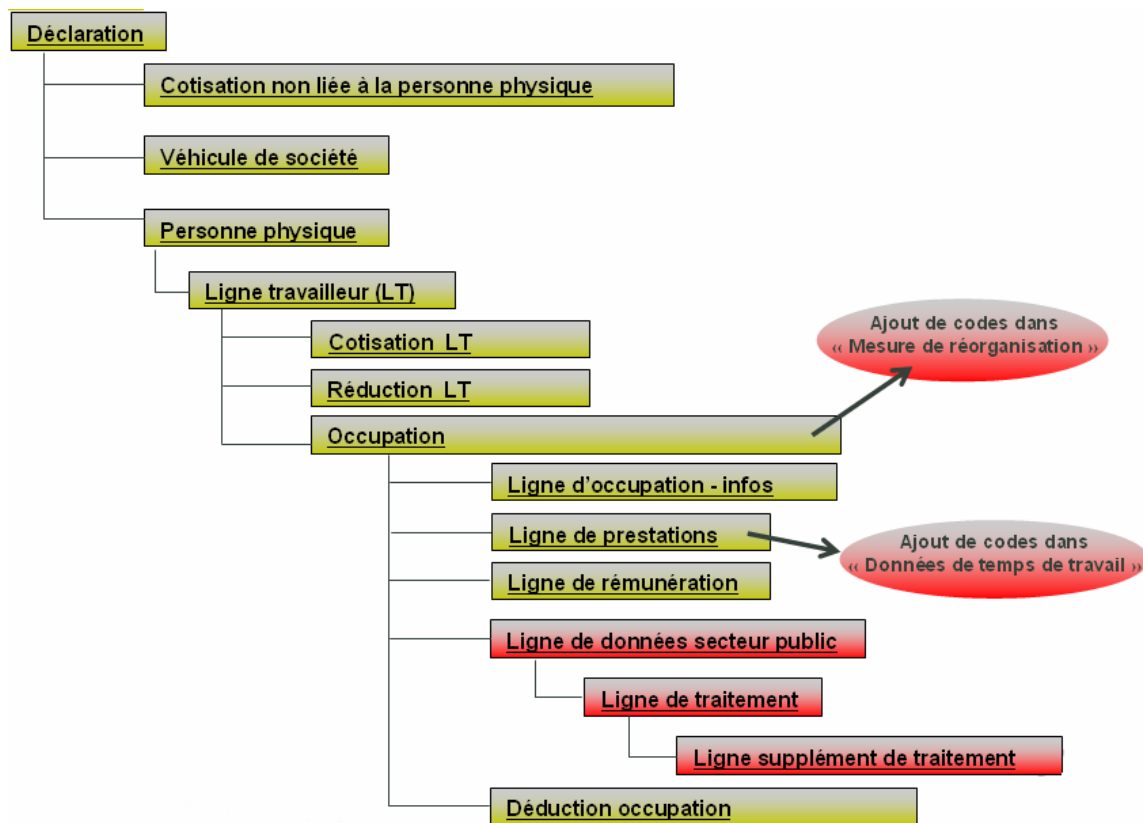 Déclaration
Cotisation non liée à la personne physique
Véhicule de société
Personne physique
Ligne travailleur (LT)
Cotisation LT
Réduction LT
Occupation
Ajout de codes dans
‹‹ Mesure de réorganisation ››
Ligne d'occupation - infos
Ligne de prestations
Ajout de codes dans
‹‹ Données de temps de travail ››
Ligne de rémunération
Ligne de données secteur public
Ligne de traitement
Ligne supplément de traitement
Déduction occupation